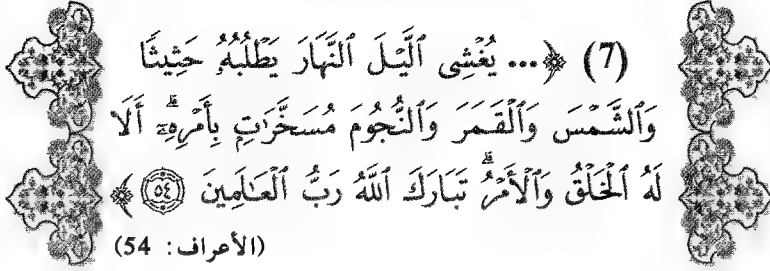 (7) ﴿... يُغْشِى ٱلَّيْلَ ٱلنَّهَارَ يَطْلُبُهُۥ حَثِيثًا
وَٱلشَّمْسَ وَٱلْقَمَرَ وَٱلنُّجُومَ مُسَخَّرَٰتٍۭ بِأَمْرِهِۦٓ ۗ أَلَا
لَهُ ٱلْخَلْقُ وَٱلْأَمْرُ ۗ تَبَارَكَ ٱللَّهُ رَبُّ ٱلْعَٰلَمِينَ ٥٤ ﴾
(الأعراف: 54)